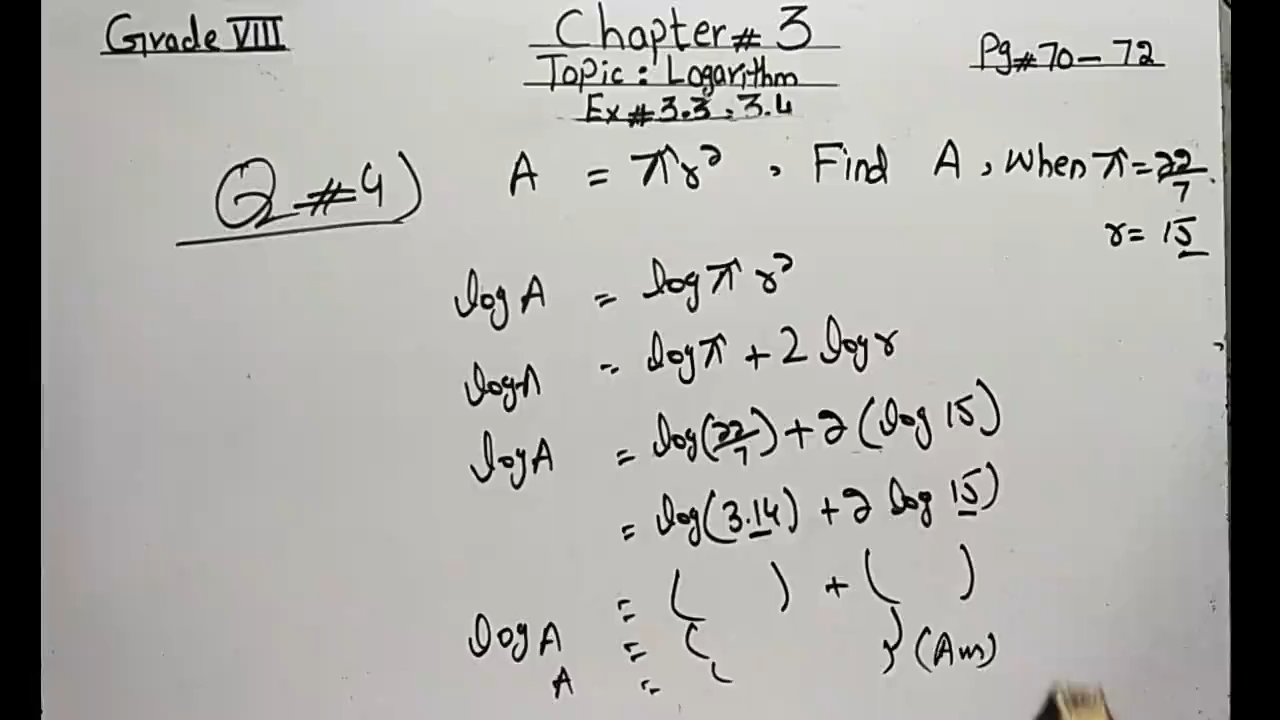 Grade VIII
Chapter # 3
Topic: Logarithm
Ex # 3.3, 3.4
Pg # 70 - 72
Q # 4)
A = πr² , Find A, when π = 22/7.
r = 15
log A = log π r²
log A = log π + 2 log r
log A = log(22/7) + 2 (log 15)
= log(3.14) + 2 log 15)
= ( ) + ( )
log A = ( } (Ans)
A = (